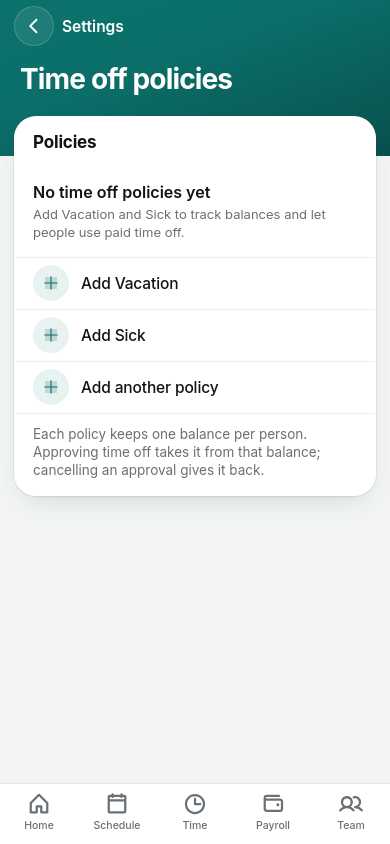 Settings
Time off policies
Policies
No time off policies yet
Add Vacation and Sick to track balances and let
people use paid time off.
Add Vacation
Add Sick
Add another policy
Each policy keeps one balance per person.
Approving time off takes it from that balance;
cancelling an approval gives it back.
Home
Schedule
Time
Payroll
Team